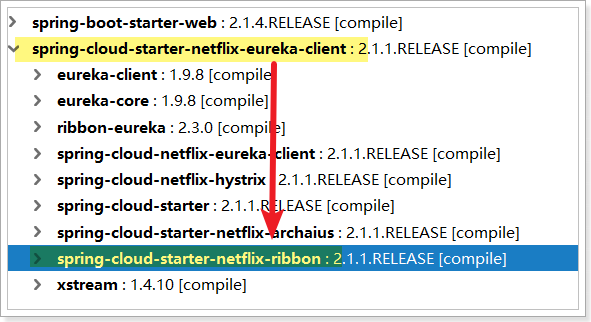 spring-boot-starter-web : 2.1.4.RELEASE [compile]
spring-cloud-starter-netflix-eureka-client : 2.1.1.RELEASE [compile]
eureka-client : 1.9.8 [compile]
eureka-core : 1.9.8 [compile]
ribbon-eureka : 2.3.0 [compile]
spring-cloud-netflix-eureka-client : 2.1.1.RELEASE [compile]
spring-cloud-netflix-hystrix : 2.1.1.RELEASE [compile]
spring-cloud-starter : 2.1.1.RELEASE [compile]
spring-cloud-starter-netflix-archaius : 2.1.1.RELEASE [compile]
spring-cloud-starter-netflix-ribbon : 2.1.1.RELEASE [compile]
xstream : 1.4.10 [compile]